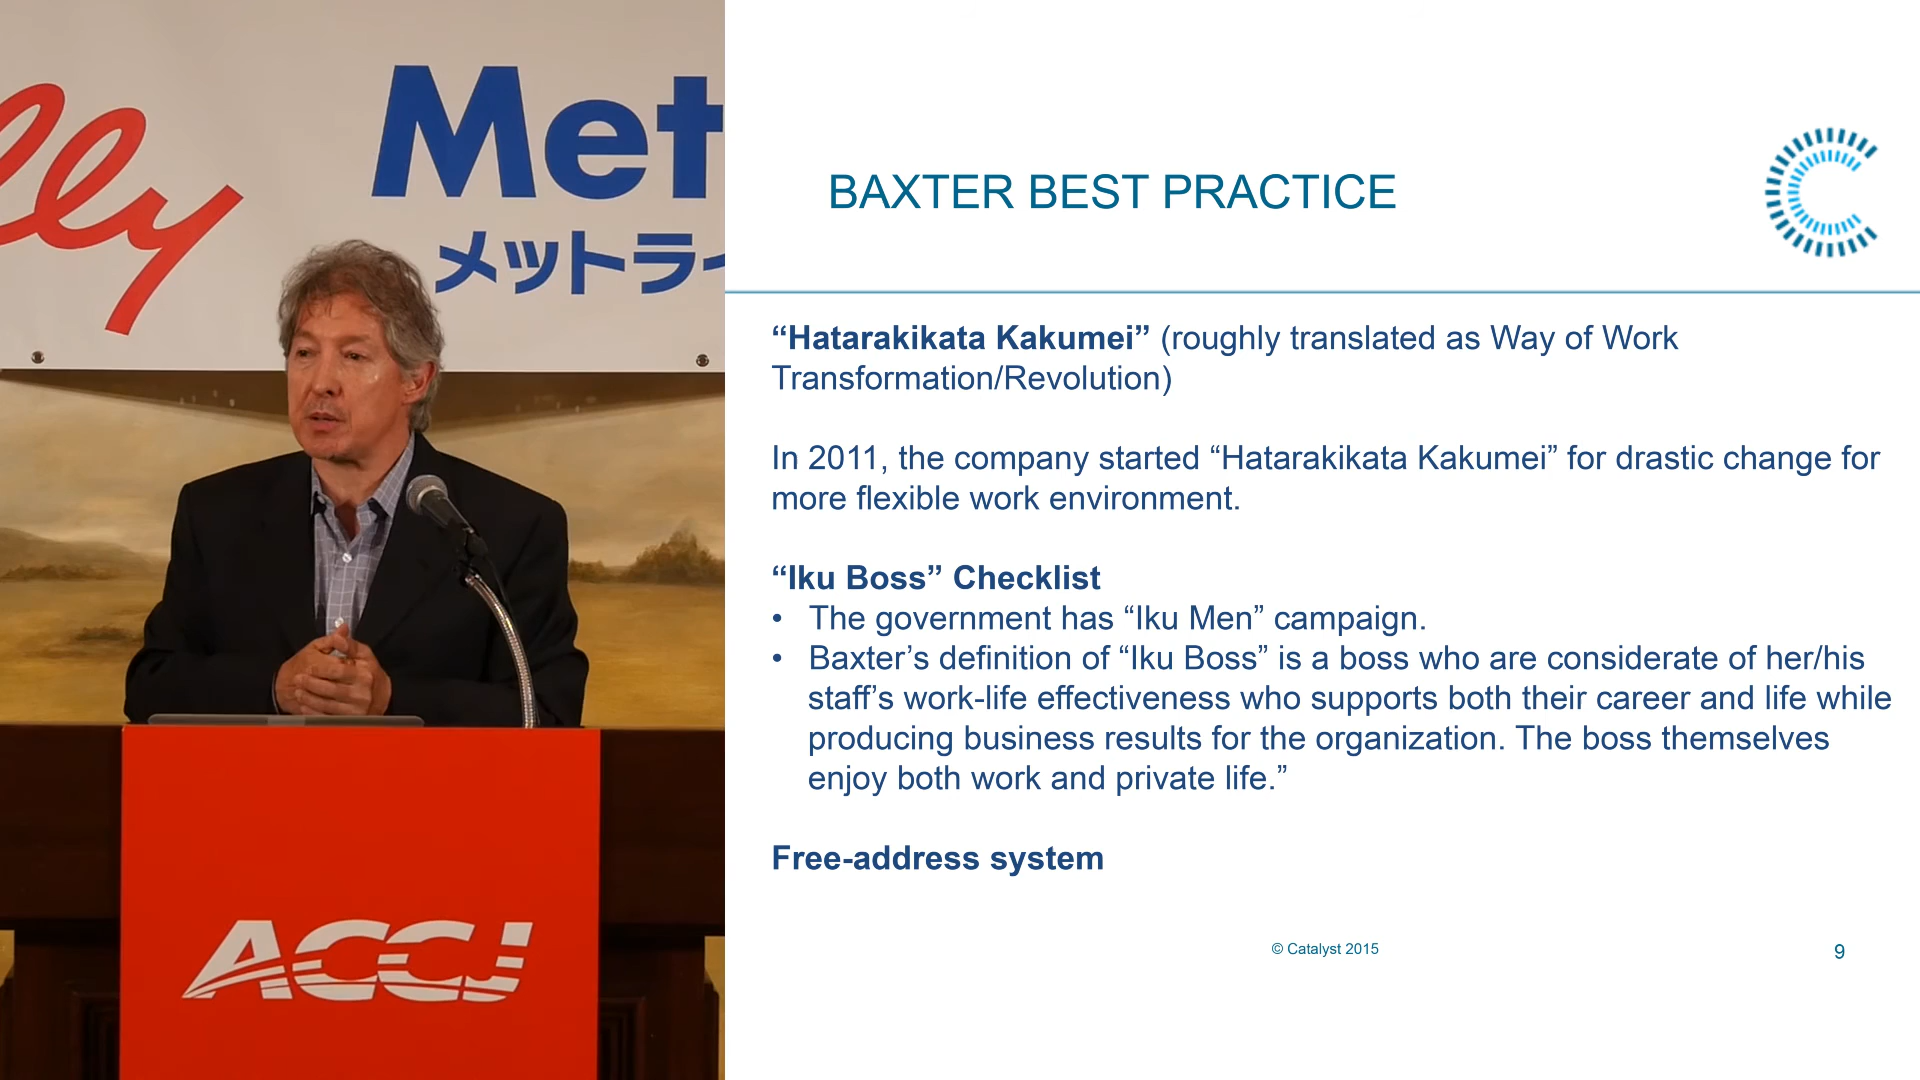 Met
メットラ
ACCJ
BAXTER BEST PRACTICE
“Hatarakikata Kakumei” (roughly translated as Way of Work
Transformation/Revolution)
In 2011, the company started “Hatarakikata Kakumei” for drastic change for
more flexible work environment.
“Iku Boss” Checklist
• The government has “Iku Men” campaign.
• Baxter’s definition of “Iku Boss” is a boss who are considerate of her/his
staff’s work-life effectiveness who supports both their career and life while
producing business results for the organization. The boss themselves
enjoy both work and private life.”
Free-address system
© Catalyst 2015
9